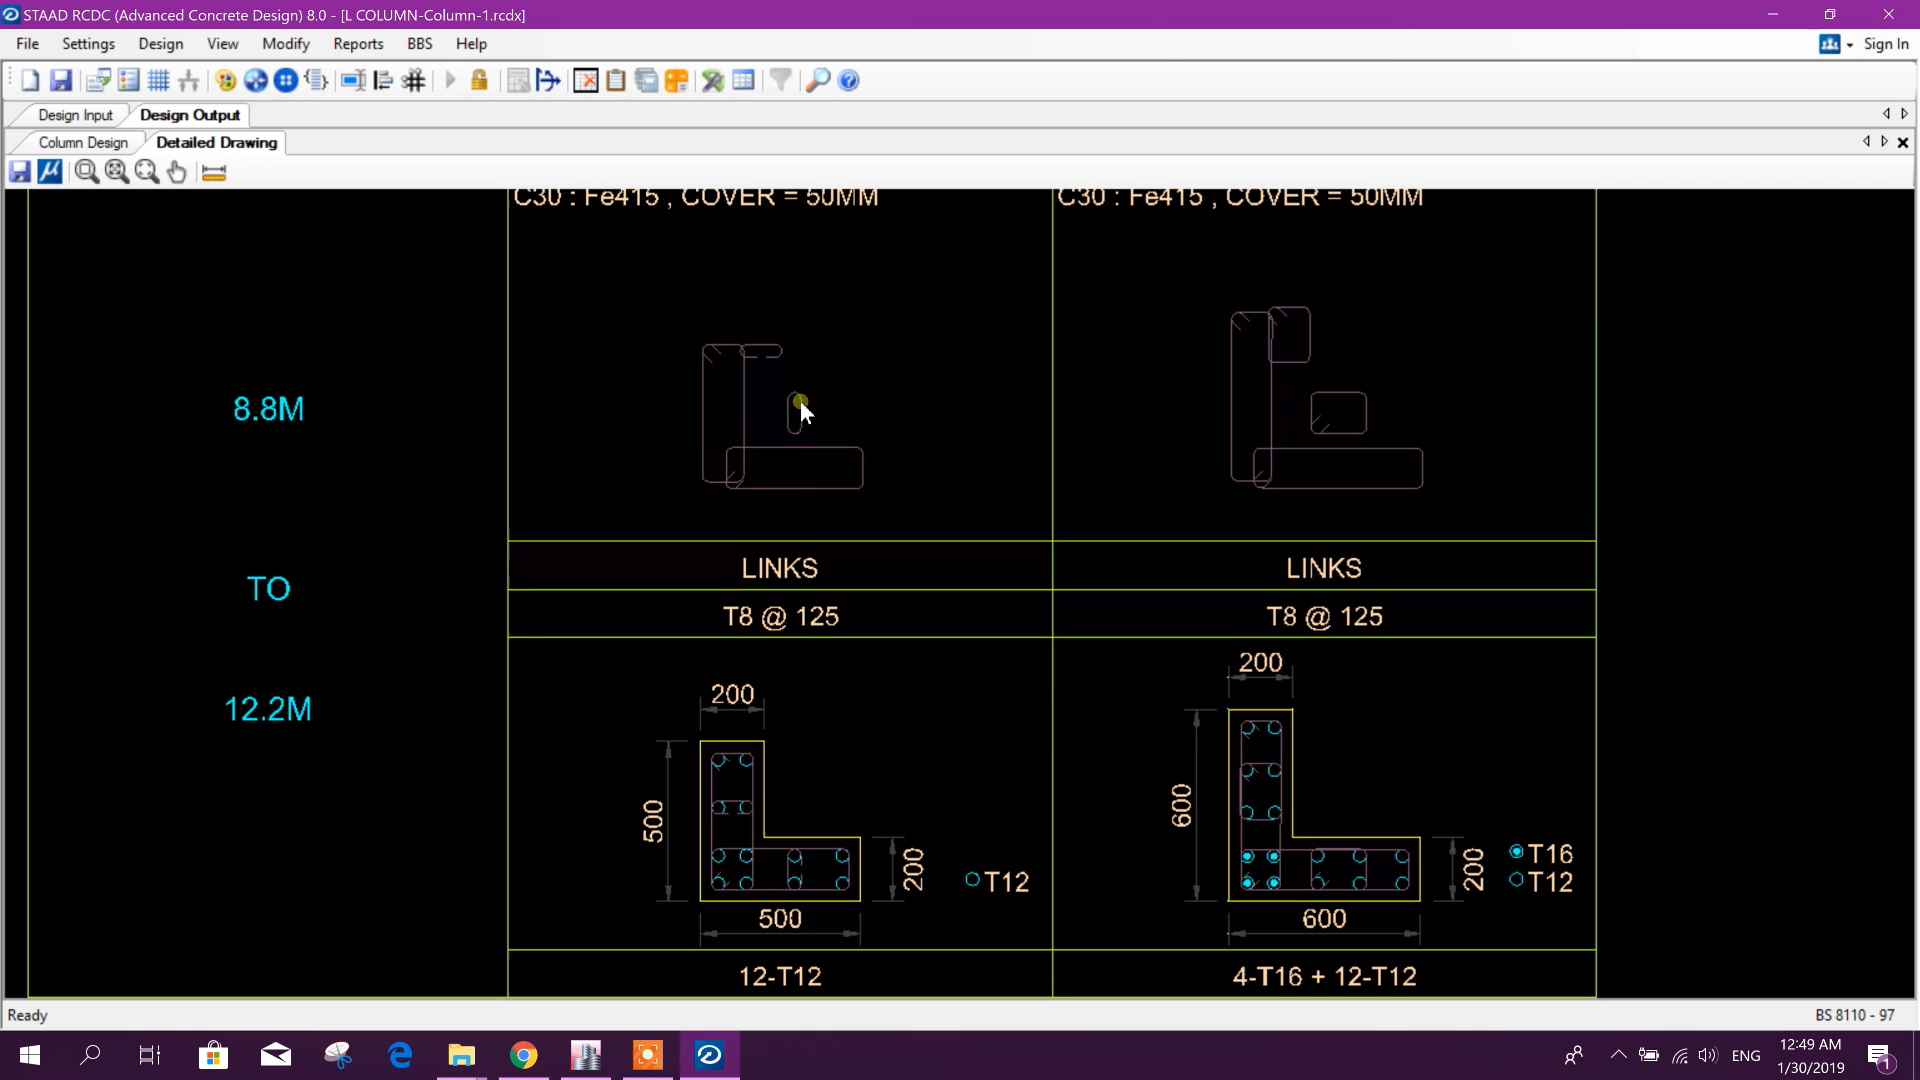 STAAD RCDC (Advanced Concrete Design) 8.0 - [L COLUMN-Column-1.rcdx]
File Settings Design View Modify Reports BBS Help
Sign In
Design Input Design Output
Column Design Detailed Drawing
C30 : Fe415 , COVER = 50MM
C30 : Fe415 , COVER = 50MM
8.8M
TO
12.2M
LINKS
LINKS
T8 @ 125
T8 @ 125
200
500
200
T12
500
200
600
200
T16
T12
600
12-T12
4-T16 + 12-T12
Ready
BS 8110 - 97
ENG
12:49 AM
1/30/2019
1